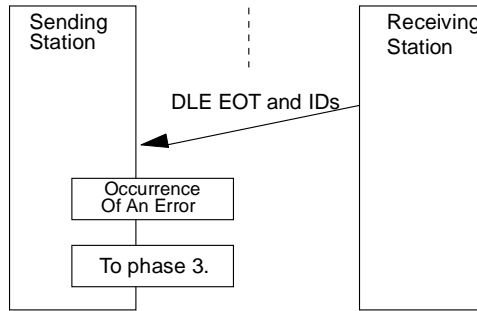 Sending
Station
Receiving
Station
DLE EOT and IDs
Occurrence
Of An Error
To phase 3.